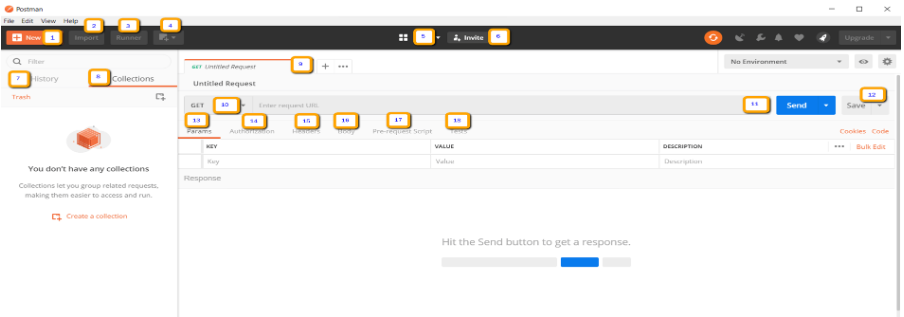 Postman
File Edit View Help
New 1 Import 2 Runner 3 4 5 Invite 6 Upgrade
Filter
7 History 8 Collections
Trash
You don't have any collections
Collections let you group related requests,
making them easier to access and run.
Create a collection
GET Untitled Request 9 + ••• No Environment
Untitled Request
GET 10 Enter request URL 11 Send Save 12
13 14 15 16 17 18
Params Authorization Headers Body Pre-request Script Tests Cookies Code
KEY VALUE DESCRIPTION ••• Bulk Edit
Key Value Description
Response
Hit the Send button to get a response.